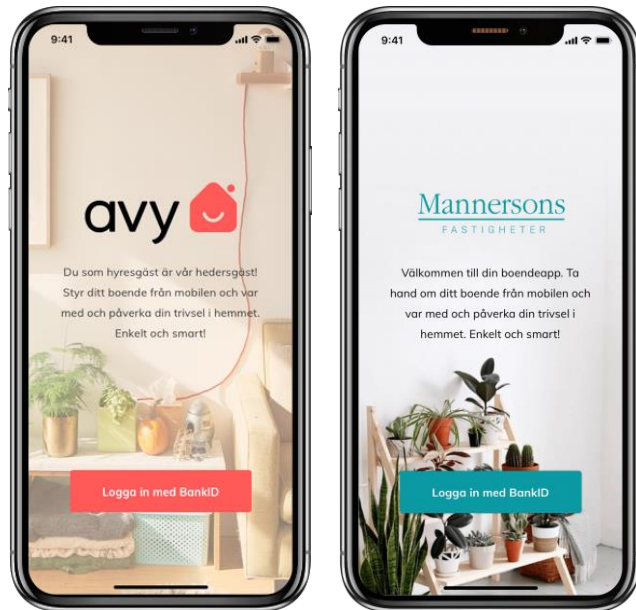 9:41
avy
Du som hyresgäst är vår hedersgäst!
Styr ditt boende från mobilen och var
med och påverka din trivsel i hemmet.
Enkelt och smart!
Logga in med BankID
9:41
Mannersons
FASTIGHETER
Välkommen till din boendeapp. Ta
hand om ditt boende från mobilen och
var med och påverka din trivsel i
hemmet. Enkelt och smart!
Logga in med BankID